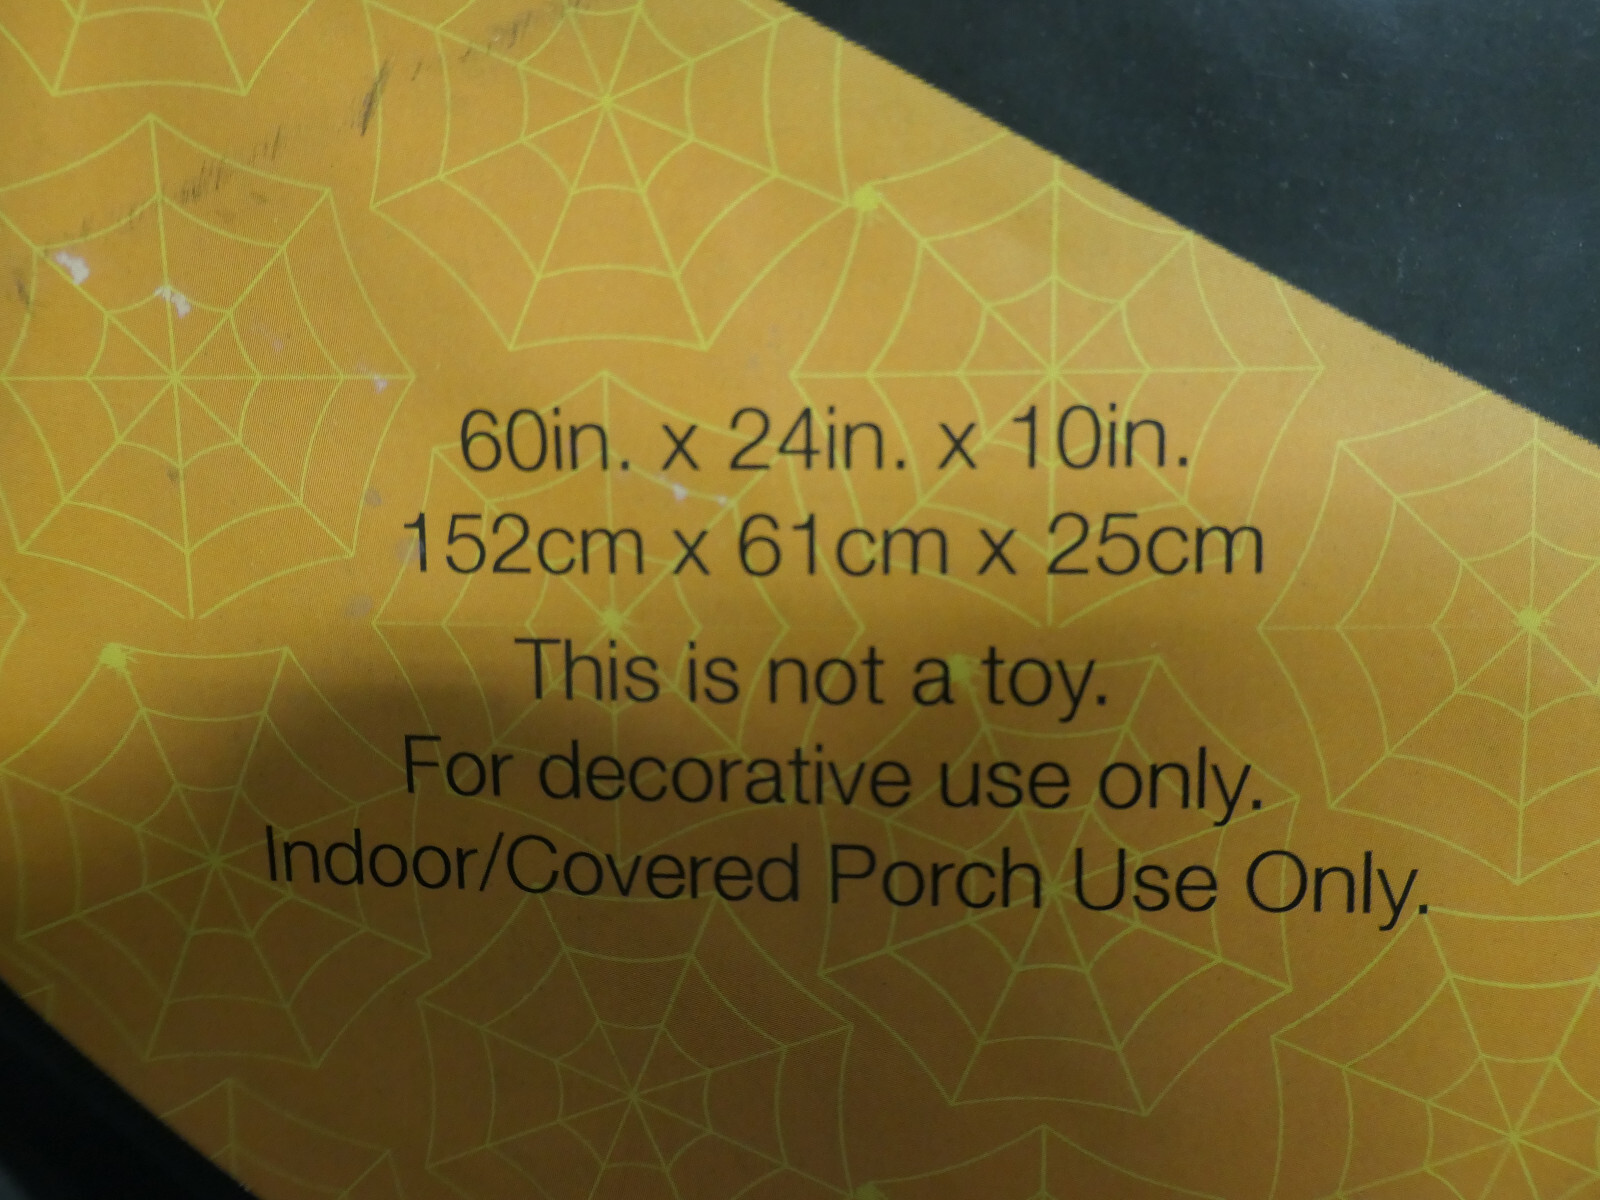 60in. x 24in. x 10in.
152cm x 61cm x 25cm
This is not a toy.
For decorative use only.
Indoor/Covered Porch Use Only.